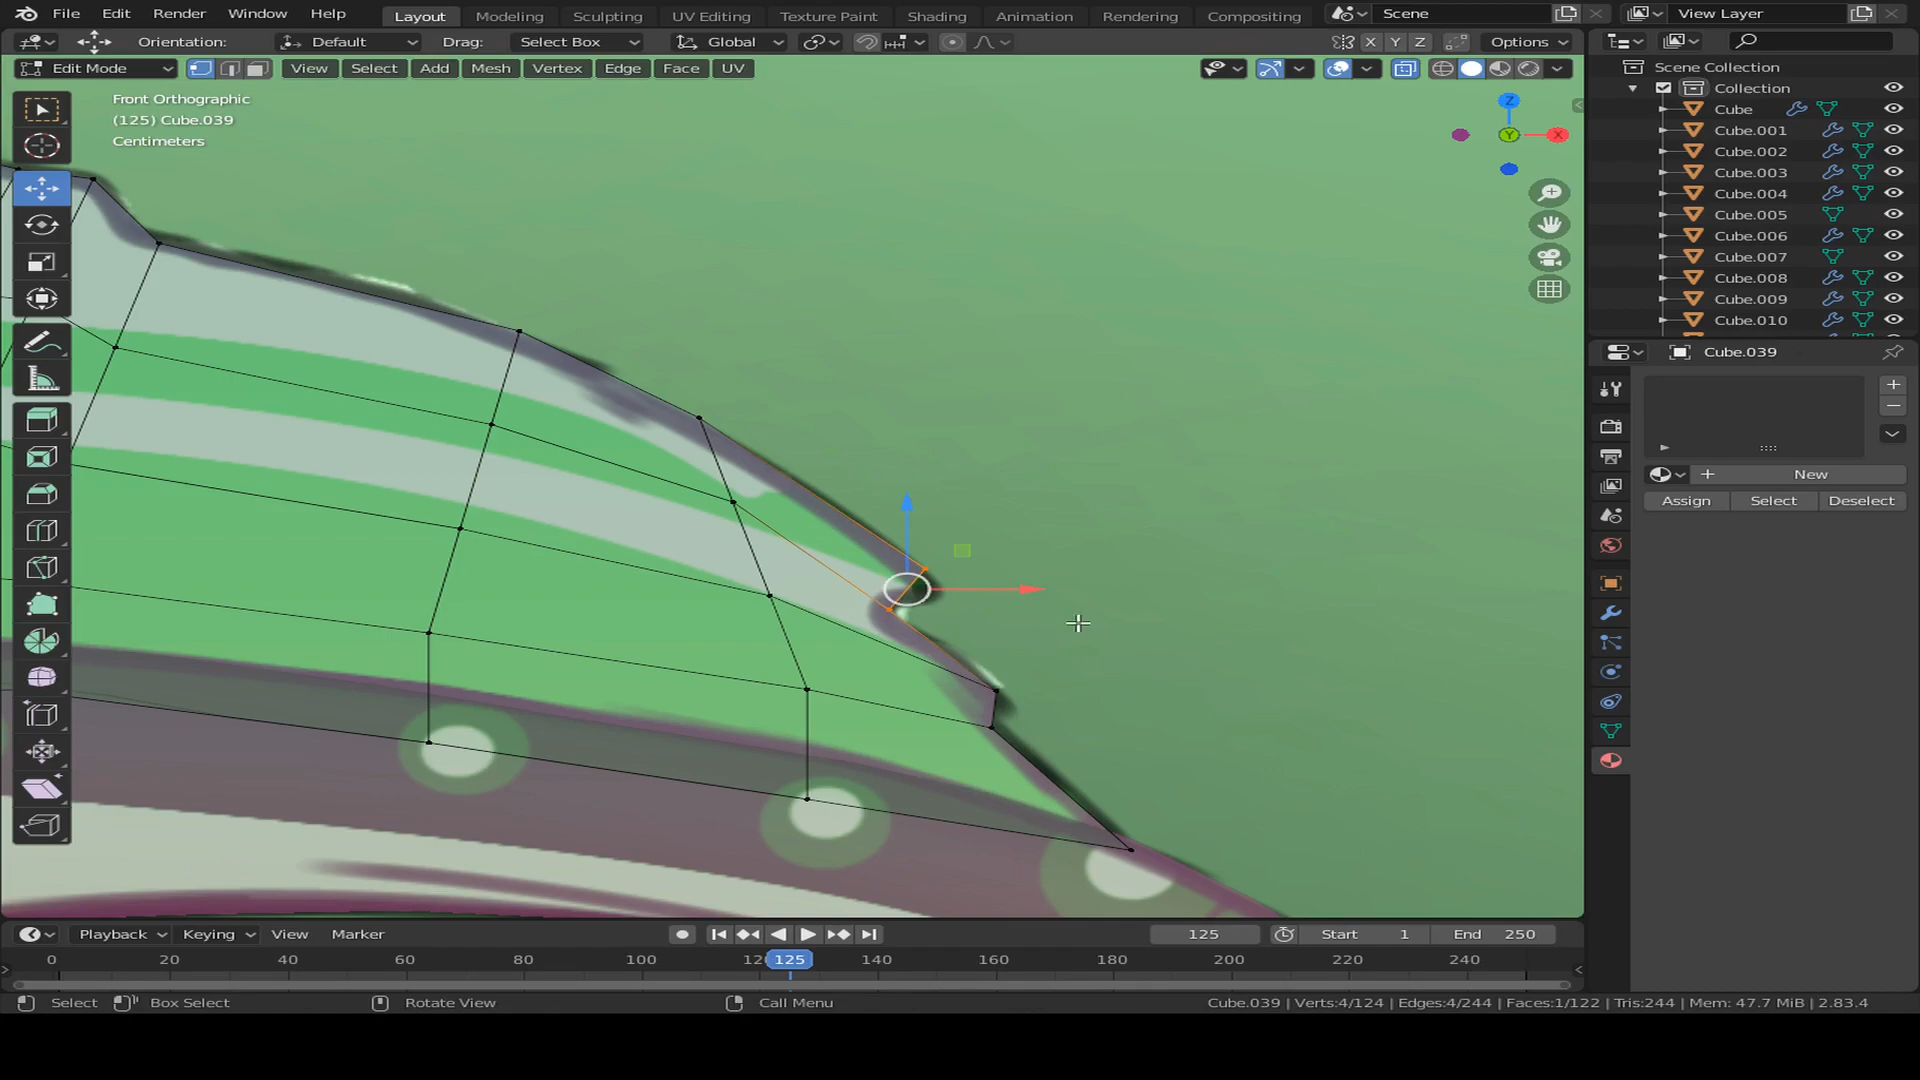 File Edit Render Window Help Layout Modeling Sculpting UV Editing Texture Paint Shading Animation Rendering Compositing Scene View Layer
Orientation: Default Drag: Select Box Global X Y Z Options
Edit Mode View Select Add Mesh Vertex Edge Face UV
Front Orthographic
(125) Cube.039
Centimeters
Z
Y
X
Scene Collection
Collection
Cube
Cube.001
Cube.002
Cube.003
Cube.004
Cube.005
Cube.006
Cube.007
Cube.008
Cube.009
Cube.010
Cube.039
New
Assign Select Deselect
Playback Keying View Marker 125 Start 1 End 250
0 20 40 60 80 100 125 140 160 180 200 220 240
Select Box Select Rotate View Call Menu Cube.039 | Verts:4/124 | Edges:4/244 | Faces:1/122 | Tris:244 | Mem: 47.7 MiB | 2.83.4